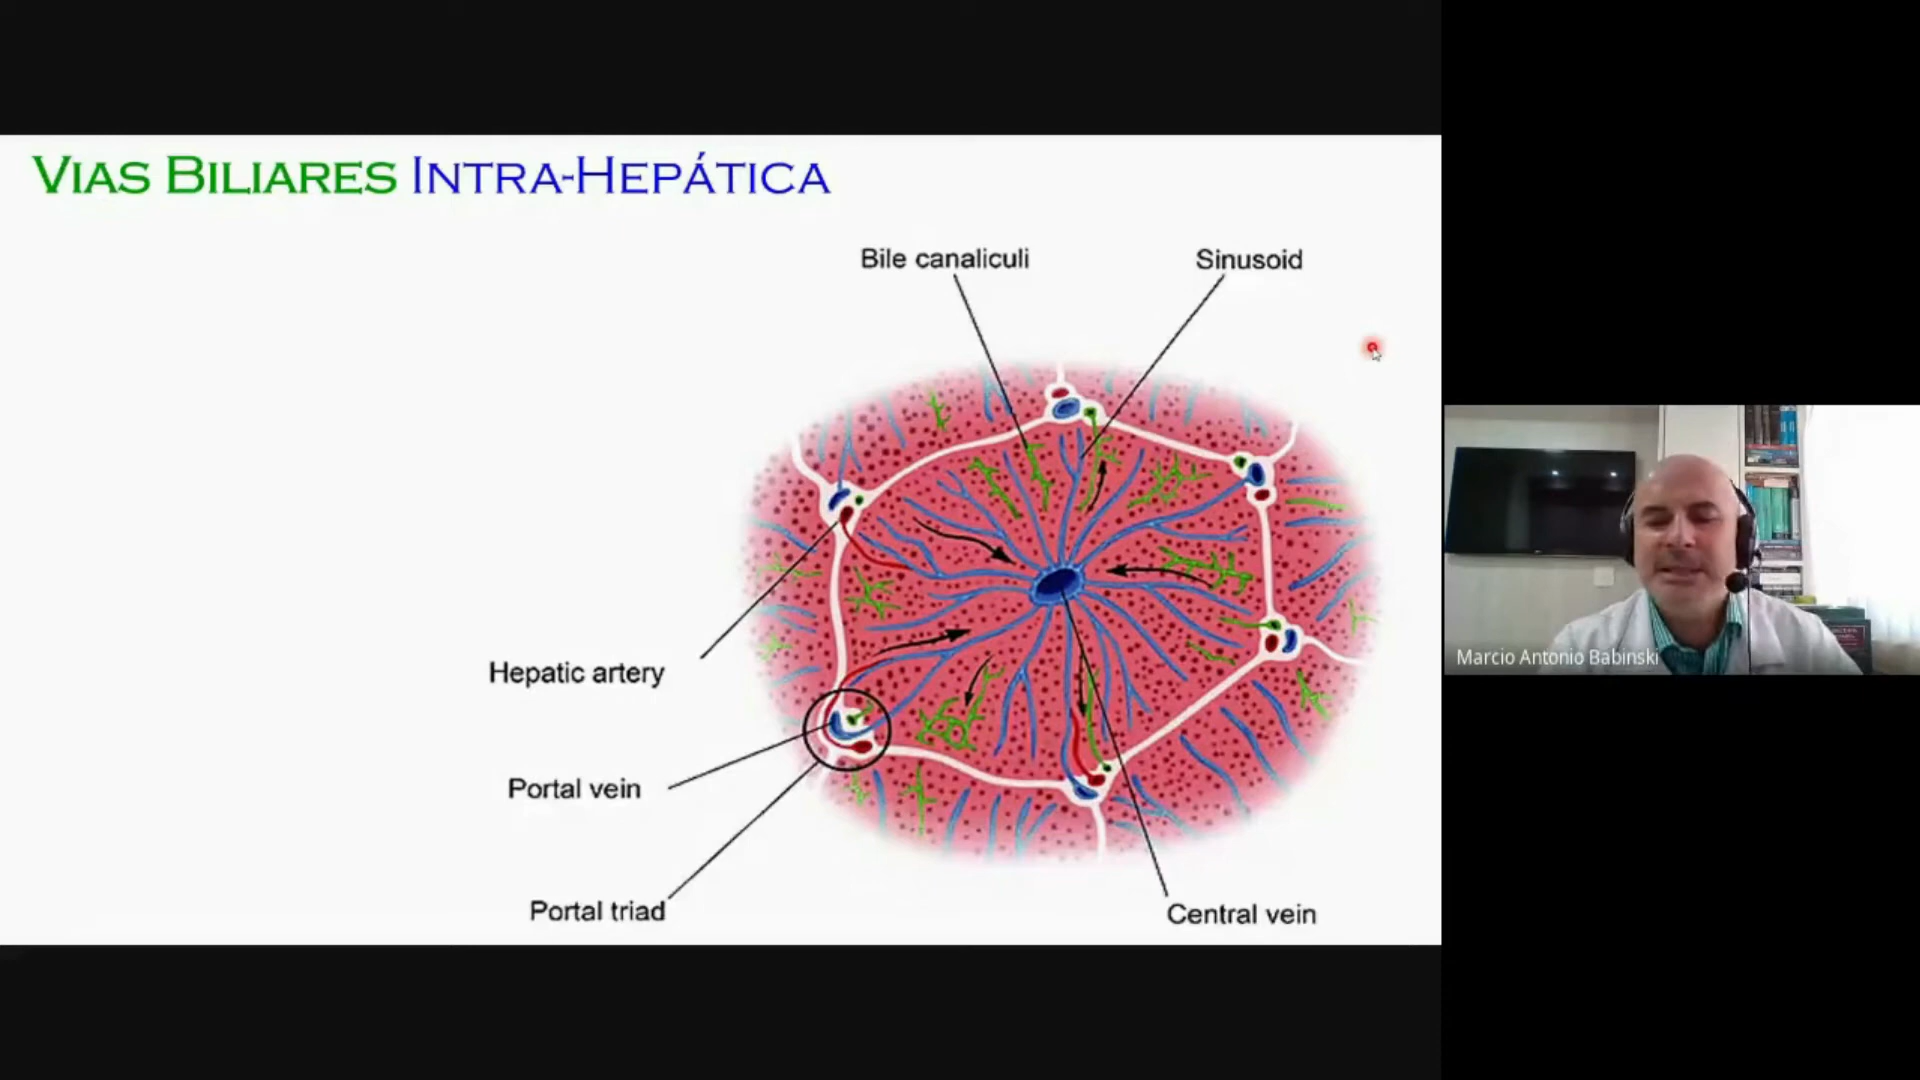 VIAS BILIARES INTRA-HEPÁTICA
Bile canaliculi
Sinusoid
Hepatic artery
Portal vein
Portal triad
Central vein
Marcio Antonio Babinski